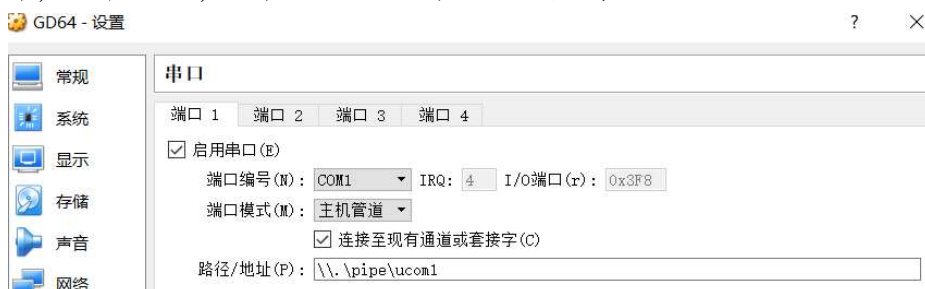 GD64 - 设置
? ×
常规
串口
系统
端口 1 端口 2 端口 3 端口 4
显示
启用串口(E)
端口编号(N): COM1 IRQ: 4 I/O端口(r): 0x3F8
存储
端口模式(M): 主机管道
声音
连接至现有通道或套接字(C)
网络
路径/地址(P): \\.\pipe\ucom1